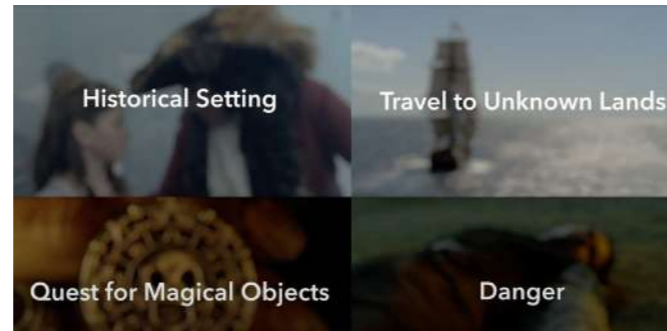 Historical Setting
Travel to Unknown Lands
Quest for Magical Objects
Danger